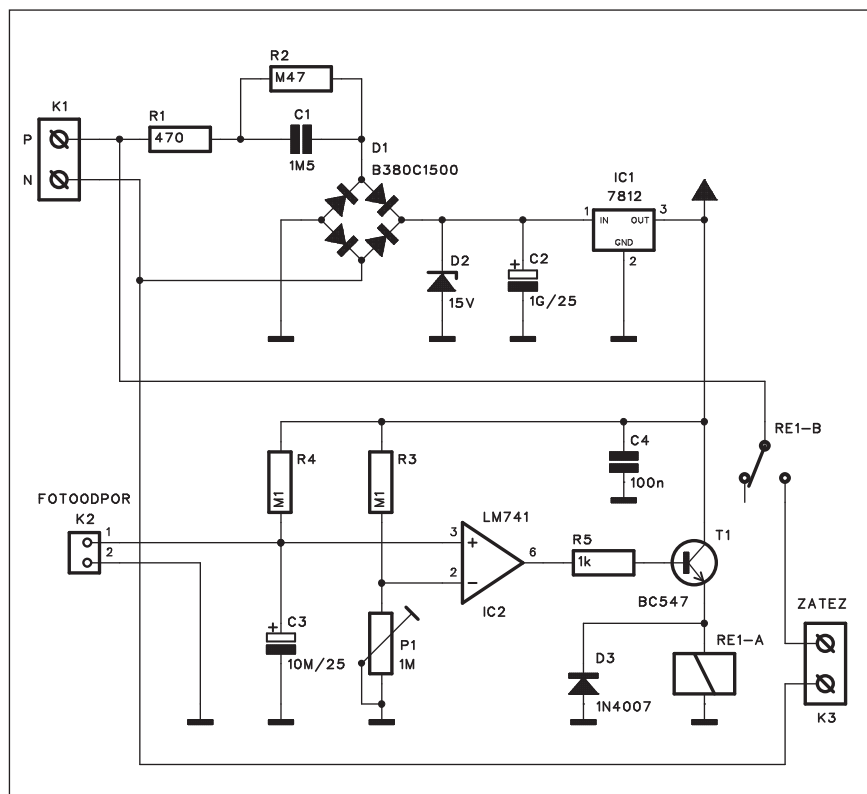 R2
M47
K1
P
N
R1
470
C1
1M5
D1
B380C1500
IC1
7812
1
IN
OUT
3
GND
2
D2
15V
+
C2
1G/25
RE1-B
R4
M1
R3
M1
C4
100n
FOTOODPOR
K2
1
2
LM741
3
+
2
−
6
IC2
R5
1k
T1
BC547
+
C3
10M/25
P1
1M
D3
1N4007
RE1-A
ZATEZ
K3